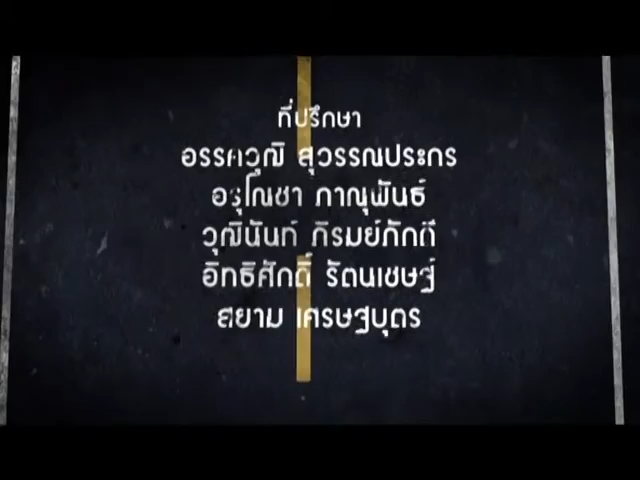 ที่ปรึกษา
อรรควุฒิ สุวรรณประกร
อรุโณชา ภาณุพันธ์
วุฒินันท์ ภิรมย์ภักดี
อิทธิศักดิ์ รัตนเชษฐ์
สยาม เศรษฐบุตร